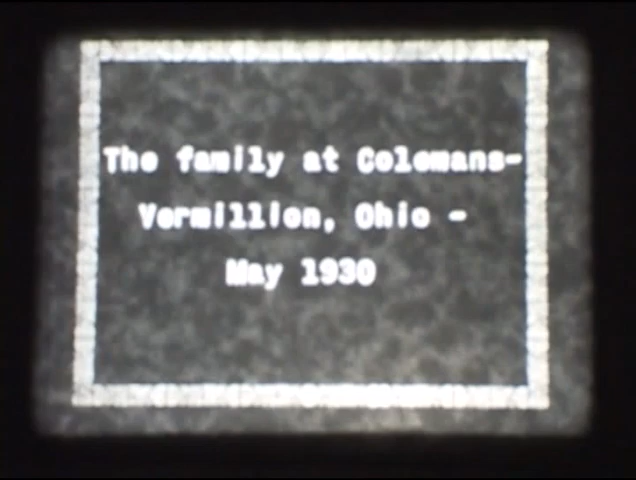 The family at Colemans-
Vermillion, Ohio -
May 1930